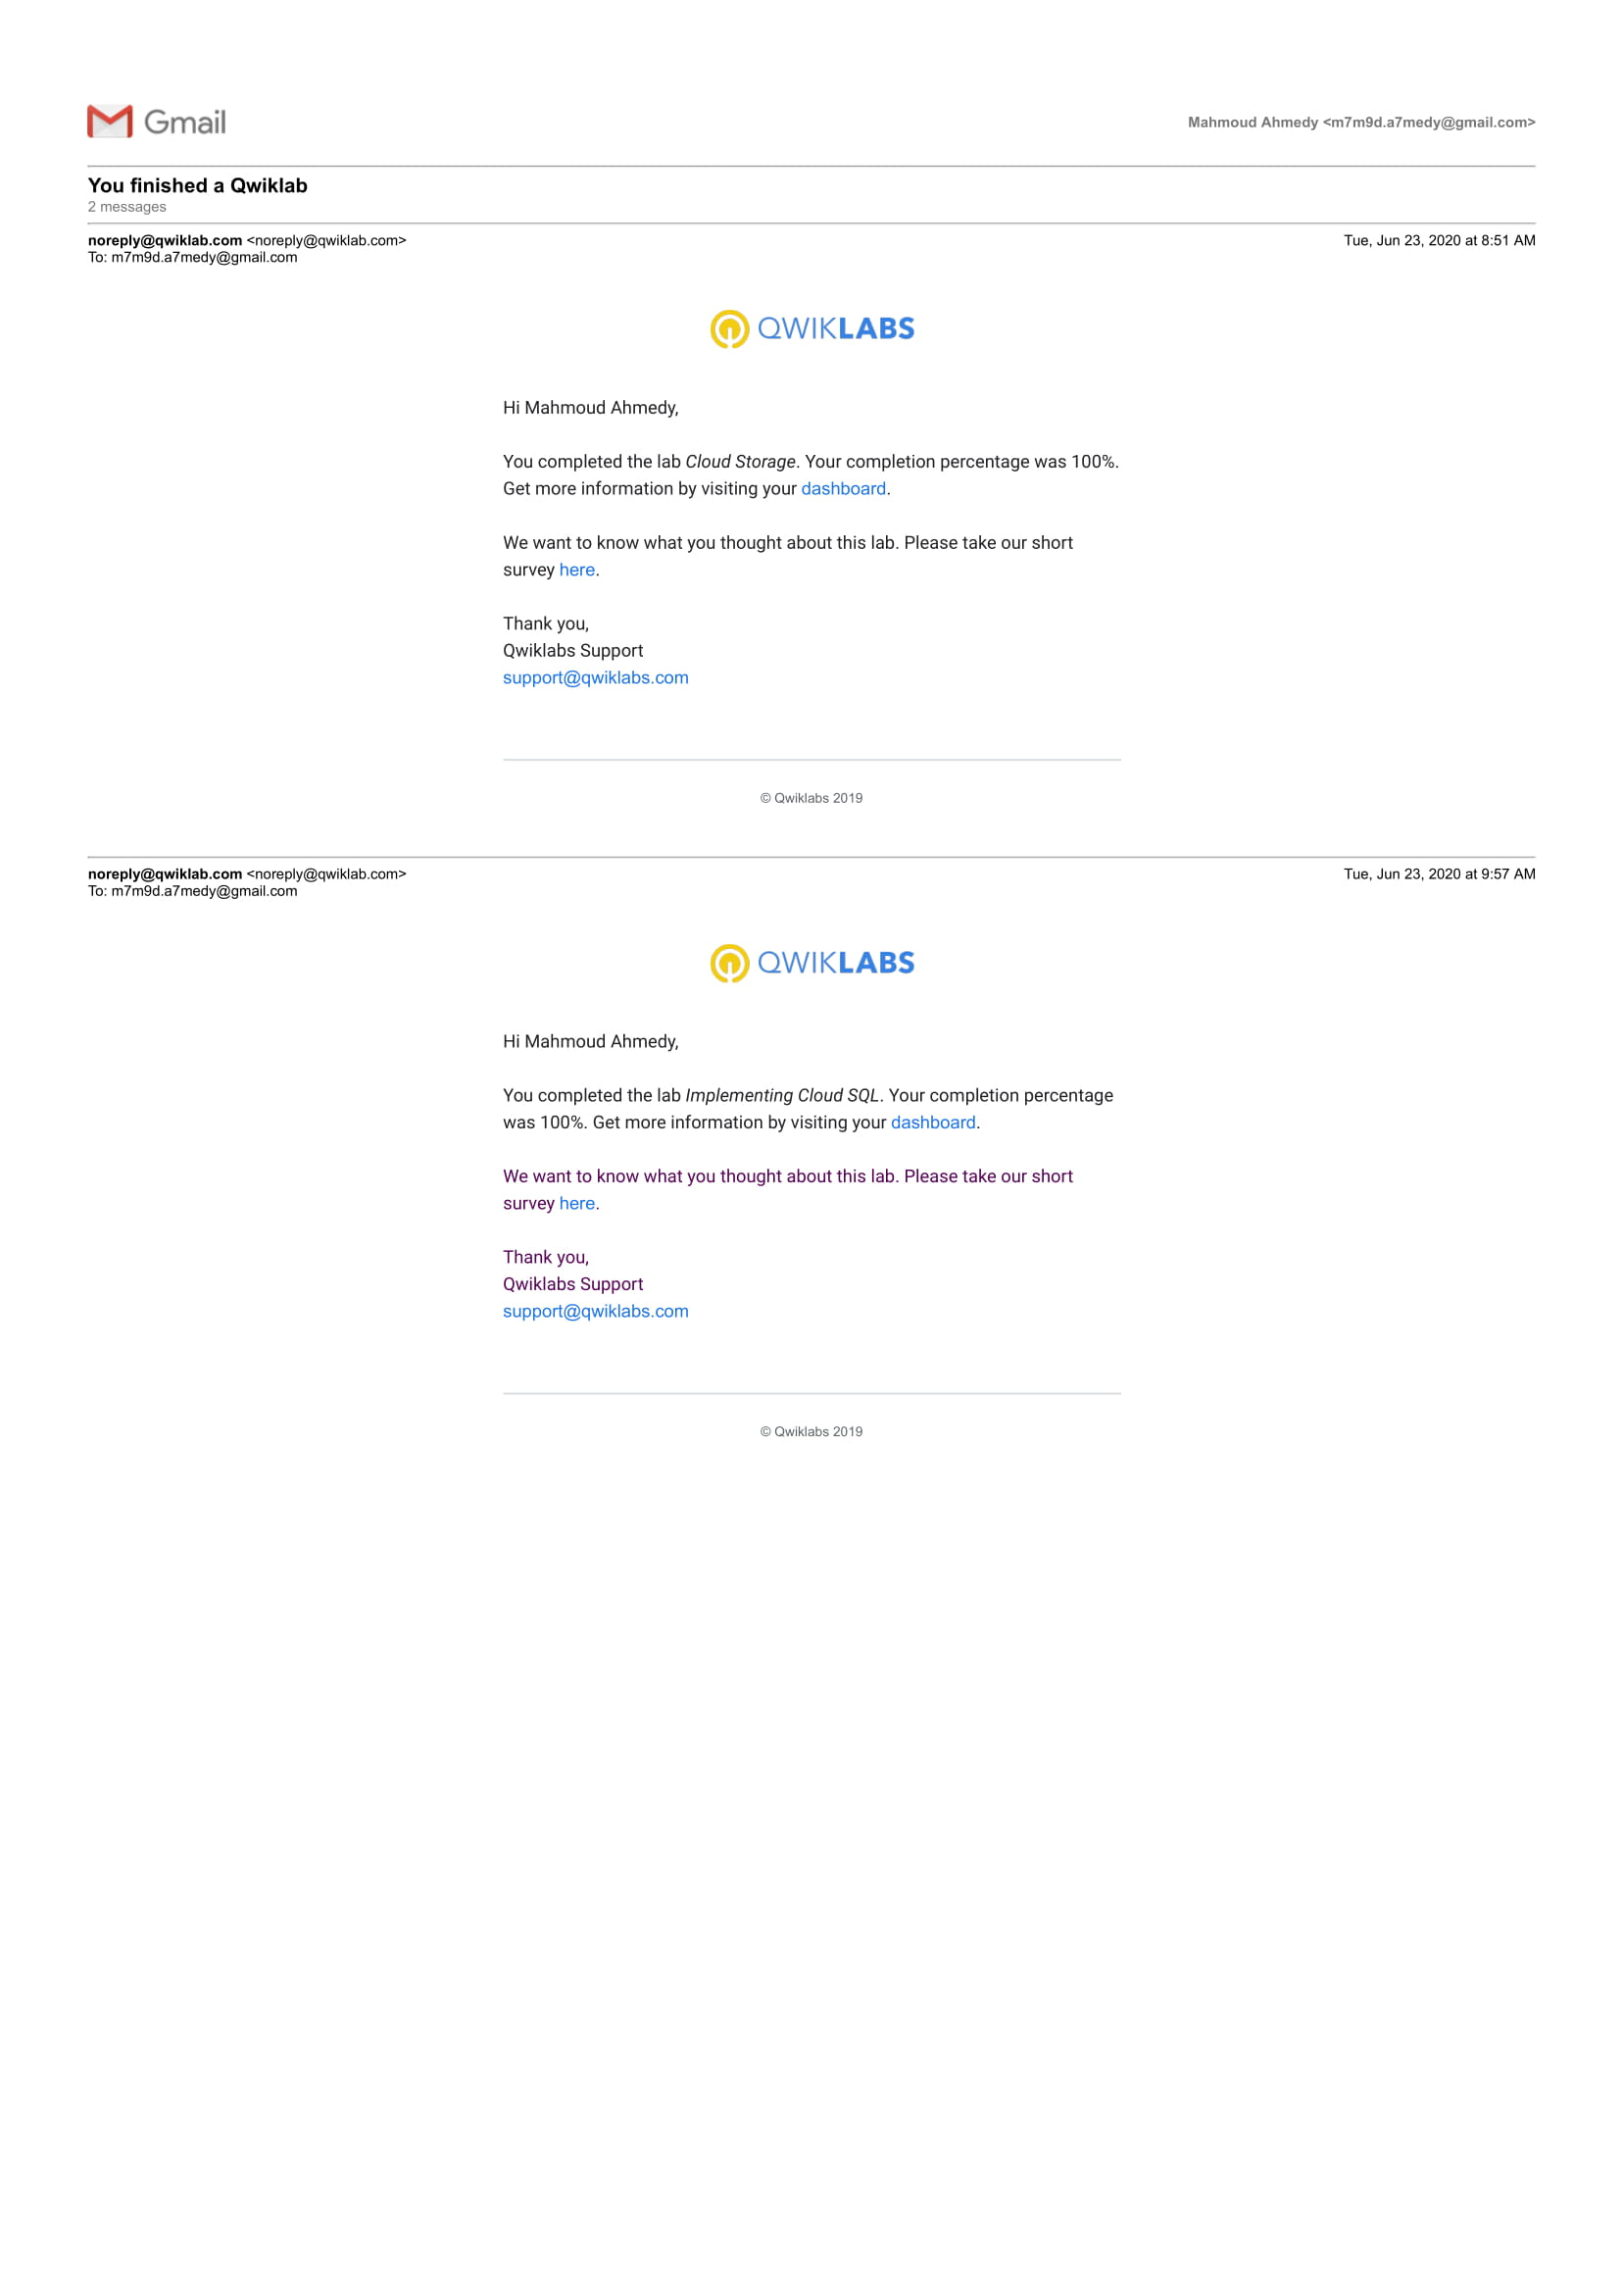 Gmail
Mahmoud Ahmedy <m7m9d.a7medy@gmail.com>
You finished a Qwiklab
2 messages
noreply@qwiklab.com <noreply@qwiklab.com>
Tue, Jun 23, 2020 at 8:51 AM
To: m7m9d.a7medy@gmail.com
QWIKLABS
Hi Mahmoud Ahmedy,
You completed the lab Cloud Storage. Your completion percentage was 100%.
Get more information by visiting your dashboard.
We want to know what you thought about this lab. Please take our short
survey here.
Thank you,
Qwiklabs Support
support@qwiklabs.com
© Qwiklabs 2019
noreply@qwiklab.com <noreply@qwiklab.com>
Tue, Jun 23, 2020 at 9:57 AM
To: m7m9d.a7medy@gmail.com
QWIKLABS
Hi Mahmoud Ahmedy,
You completed the lab Implementing Cloud SQL. Your completion percentage
was 100%. Get more information by visiting your dashboard.
We want to know what you thought about this lab. Please take our short
survey here.
Thank you,
Qwiklabs Support
support@qwiklabs.com
© Qwiklabs 2019